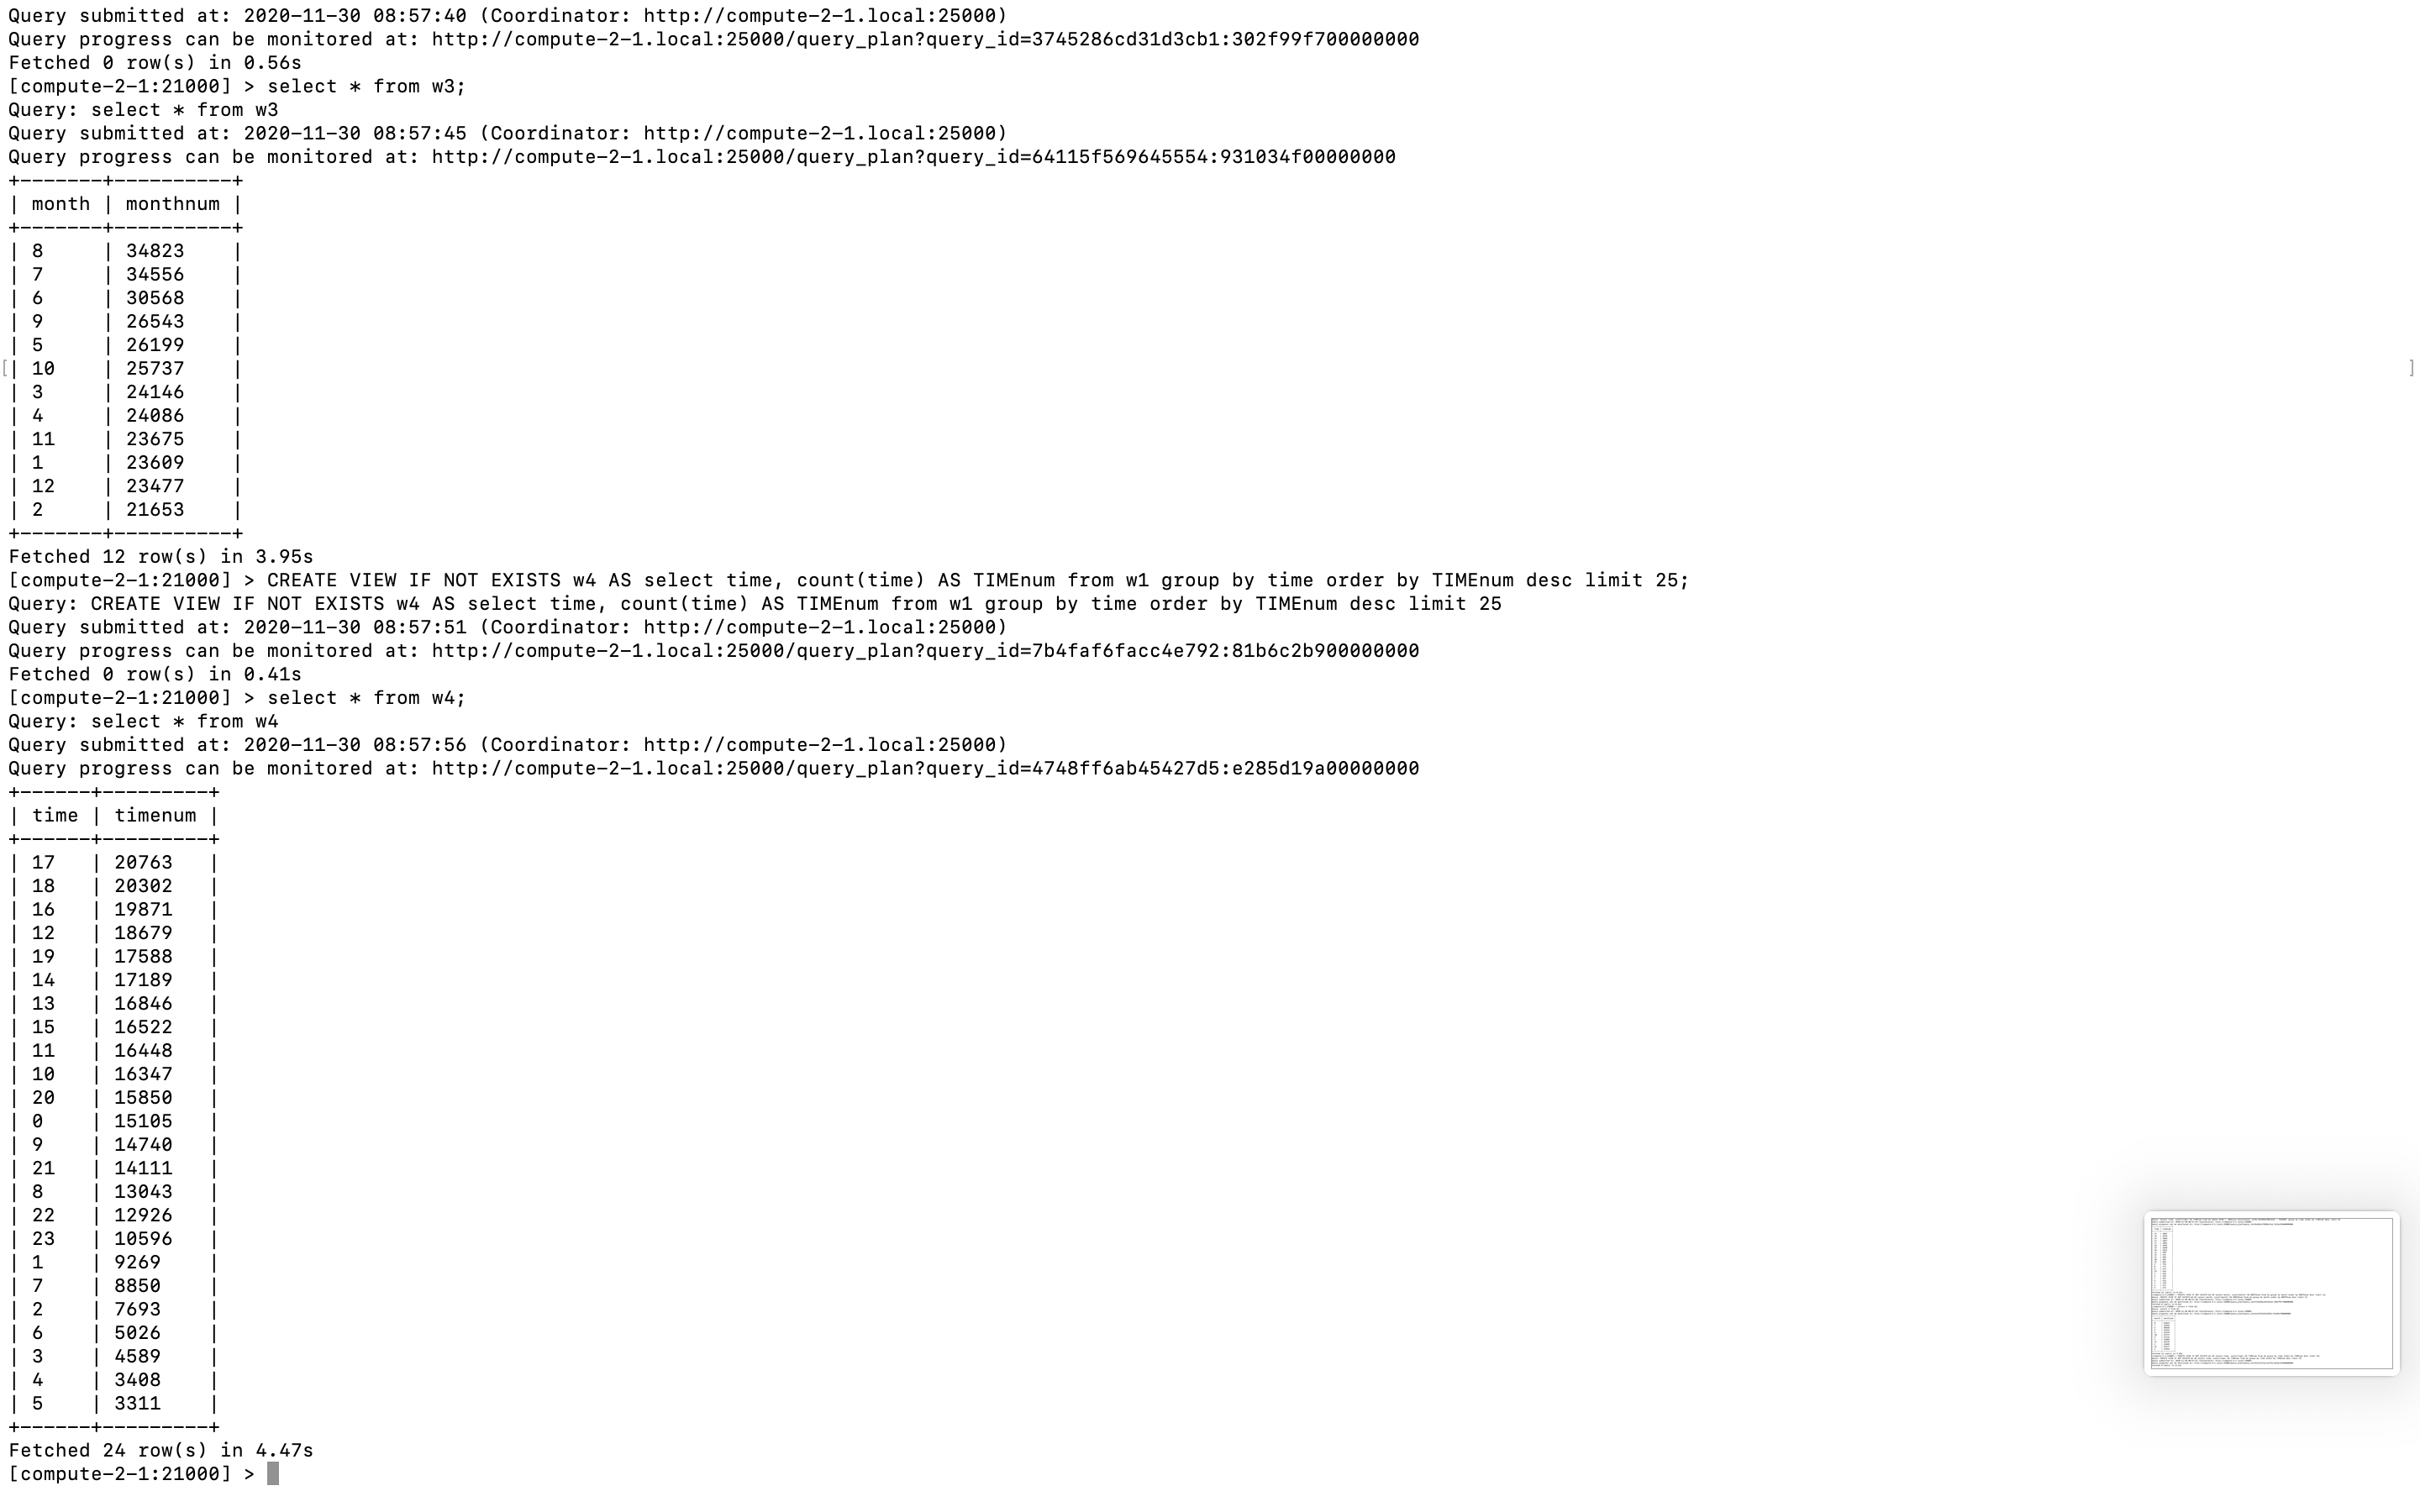 Query submitted at: 2020-11-30 08:57:40 (Coordinator: http://compute-2-1.local:25000)
Query progress can be monitored at: http://compute-2-1.local:25000/query_plan?query_id=3745286cd31d3cb1:302f99f700000000
Fetched 0 row(s) in 0.56s
[compute-2-1:21000] > select * from w3;
Query: select * from w3
Query submitted at: 2020-11-30 08:57:45 (Coordinator: http://compute-2-1.local:25000)
Query progress can be monitored at: http://compute-2-1.local:25000/query_plan?query_id=64115f569645554:931034f00000000
+-------+----------+
| month | monthnum |
+-------+----------+
| 8     | 34823    |
| 7     | 34556    |
| 6     | 30568    |
| 9     | 26543    |
| 5     | 26199    |
[| 10    | 25737    | ]
| 3     | 24146    |
| 4     | 24086    |
| 11    | 23675    |
| 1     | 23609    |
| 12    | 23477    |
| 2     | 21653    |
+-------+----------+
Fetched 12 row(s) in 3.95s
[compute-2-1:21000] > CREATE VIEW IF NOT EXISTS w4 AS select time, count(time) AS TIMEnum from w1 group by time order by TIMEnum desc limit 25;
Query: CREATE VIEW IF NOT EXISTS w4 AS select time, count(time) AS TIMEnum from w1 group by time order by TIMEnum desc limit 25
Query submitted at: 2020-11-30 08:57:51 (Coordinator: http://compute-2-1.local:25000)
Query progress can be monitored at: http://compute-2-1.local:25000/query_plan?query_id=7b4faf6facc4e792:81b6c2b900000000
Fetched 0 row(s) in 0.41s
[compute-2-1:21000] > select * from w4;
Query: select * from w4
Query submitted at: 2020-11-30 08:57:56 (Coordinator: http://compute-2-1.local:25000)
Query progress can be monitored at: http://compute-2-1.local:25000/query_plan?query_id=4748ff6ab45427d5:e285d19a00000000
+------+---------+
| time | timenum |
+------+---------+
| 17   | 20763   |
| 18   | 20302   |
| 16   | 19871   |
| 12   | 18679   |
| 19   | 17588   |
| 14   | 17189   |
| 13   | 16846   |
| 15   | 16522   |
| 11   | 16448   |
| 10   | 16347   |
| 20   | 15850   |
| 0    | 15105   |
| 9    | 14740   |
| 21   | 14111   |
| 8    | 13043   |
| 22   | 12926   |
| 23   | 10596   |
| 1    | 9269    |
| 7    | 8850    |
| 2    | 7693    |
| 6    | 5026    |
| 3    | 4589    |
| 4    | 3408    |
| 5    | 3311    |
+------+---------+
Fetched 24 row(s) in 4.47s
[compute-2-1:21000] >